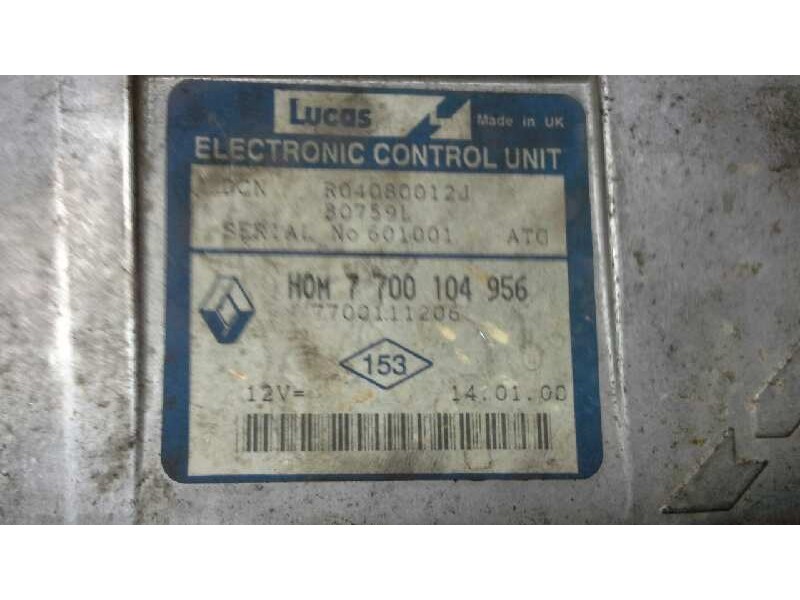 Lucas
Made in UK
ELECTRONIC CONTROL UNIT
DCN R04080012J
80759L
SERIAL No 601001 ATO
HOM 7 700 104 956
7700111206
153
12V= 14.01.00